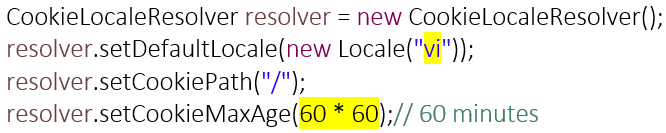 CookieLocaleResolver resolver = new CookieLocaleResolver();
resolver.setDefaultLocale(new Locale("vi"));
resolver.setCookiePath("/");
resolver.setCookieMaxAge(60 * 60);// 60 minutes